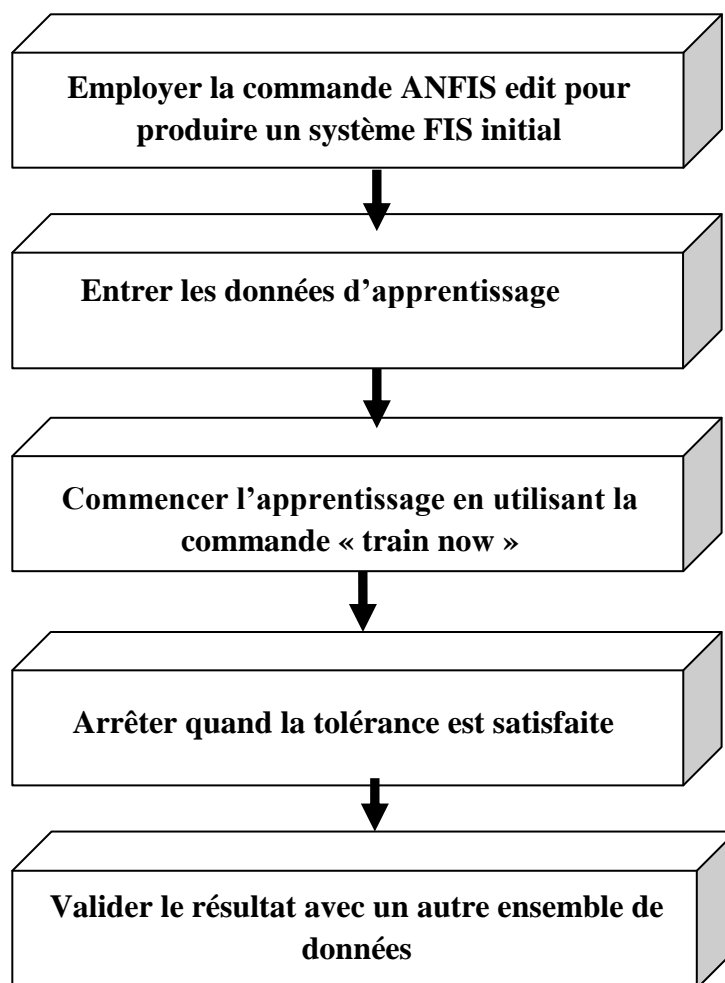 Employer la commande ANFIS edit pour
produire un système FIS initial
Entrer les données d’apprentissage
Commencer l’apprentissage en utilisant la
commande « train now »
Arrêter quand la tolérance est satisfaite
Valider le résultat avec un autre ensemble de
données